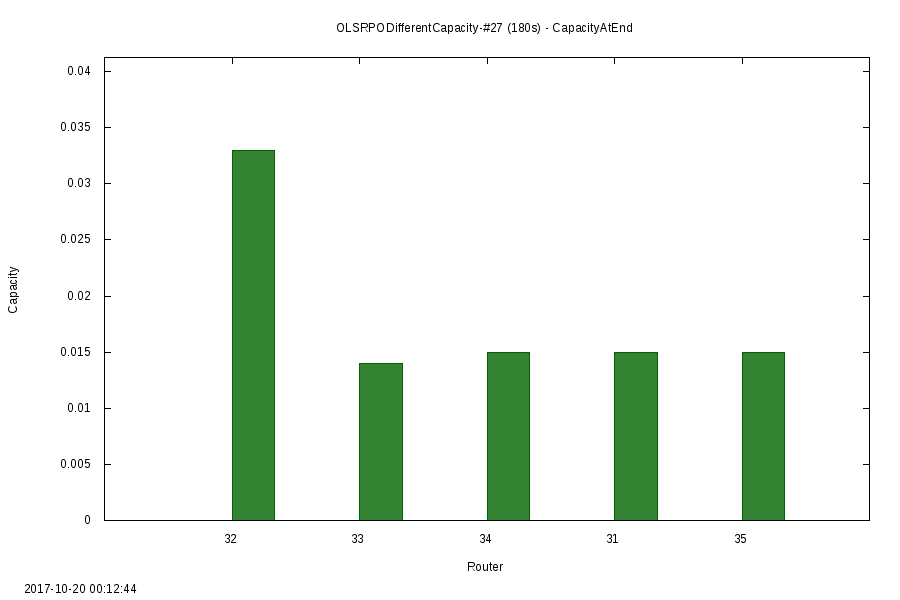 OLSRPODifferentCapacity-#27 (180s) - CapacityAtEnd
0.04
0.035
0.03
0.025
0.02
0.015
0.01
0.005
0
Capacity
32 33 34 31 35
Router
2017-10-20 00:12:44